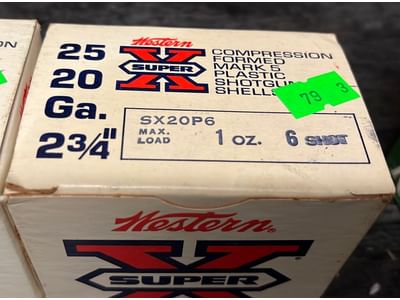 25
20
Ga.
2¾"
Western
SUPER
X
COMPRESSION
FORMED
MARK 5
PLASTIC
SHOTGUN
SHELLS
79 3
SX20P6
MAX.
LOAD
1 OZ.
6 SHOT
Western
SUPER
X